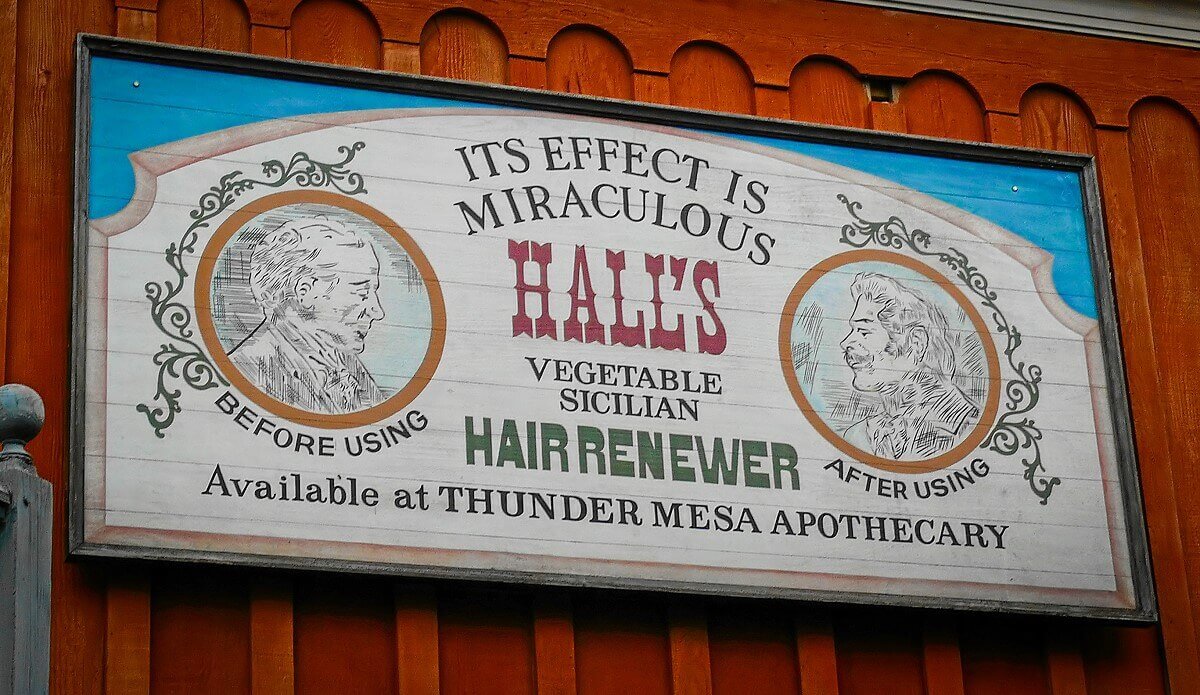 ITS EFFECT IS
MIRACULOUS
HALL'S
VEGETABLE
SICILIAN
HAIR RENEWER
BEFORE USING
AFTER USING
Available at THUNDER MESA APOTHECARY